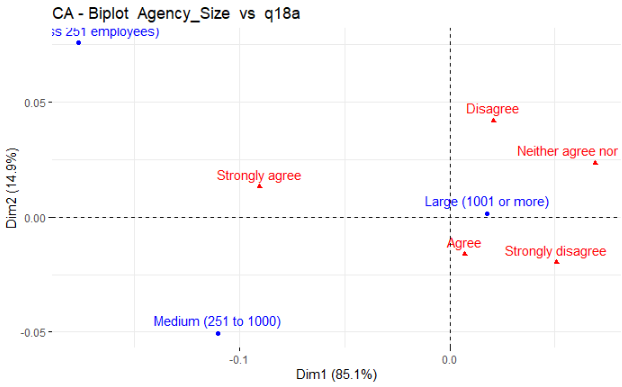 CA - Biplot Agency_Size vs q18a
ss 251 employees)
Disagree
Neither agree nor
Strongly agree
Large (1001 or more)
Agree
Strongly disagree
Medium (251 to 1000)
0.05
0.00
-0.05
-0.1
0.0
Dim2 (14.9%)
Dim1 (85.1%)